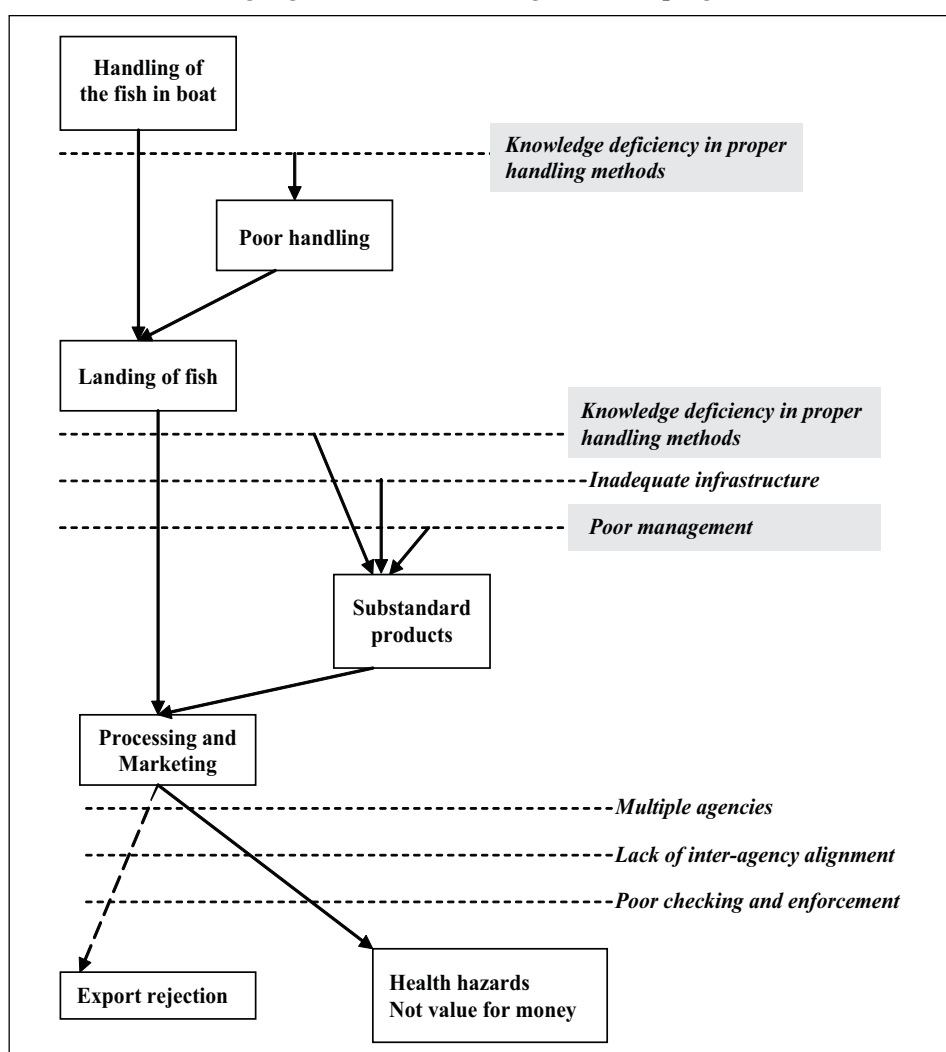 Handling of
the fish in boat
Knowledge deficiency in proper
handling methods
Poor handling
Landing of fish
Knowledge deficiency in proper
handling methods
Inadequate infrastructure
Poor management
Substandard
products
Processing and
Marketing
Multiple agencies
Lack of inter-agency alignment
Poor checking and enforcement
Export rejection
Health hazards
Not value for money